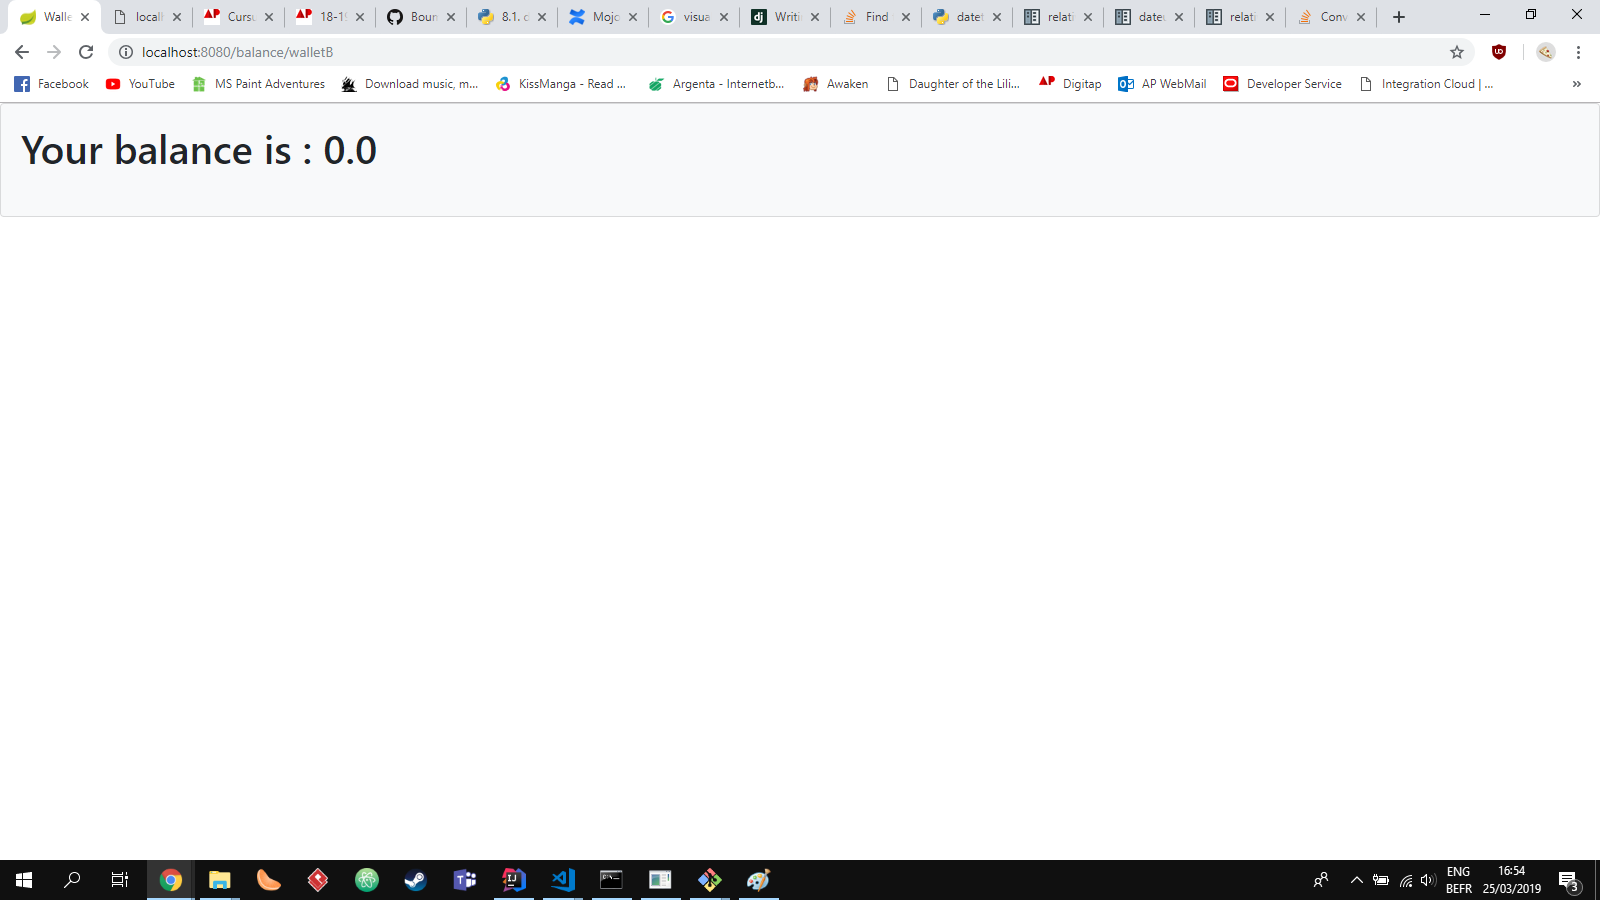 Walle
locall
Cursu
18-19
Boun
8.1. d
Mojo
visua
Writi
Find
datet
relati
dateu
relati
Conv
localhost:8080/balance/walletB
Facebook
YouTube
MS Paint Adventures
Download music, m...
KissManga - Read ...
Argenta - Internetb...
Awaken
Daughter of the Lili...
Digitap
AP WebMail
Developer Service
Integration Cloud | ...
»
Your balance is : 0.0
ENG
BEFR
16:54
25/03/2019
3